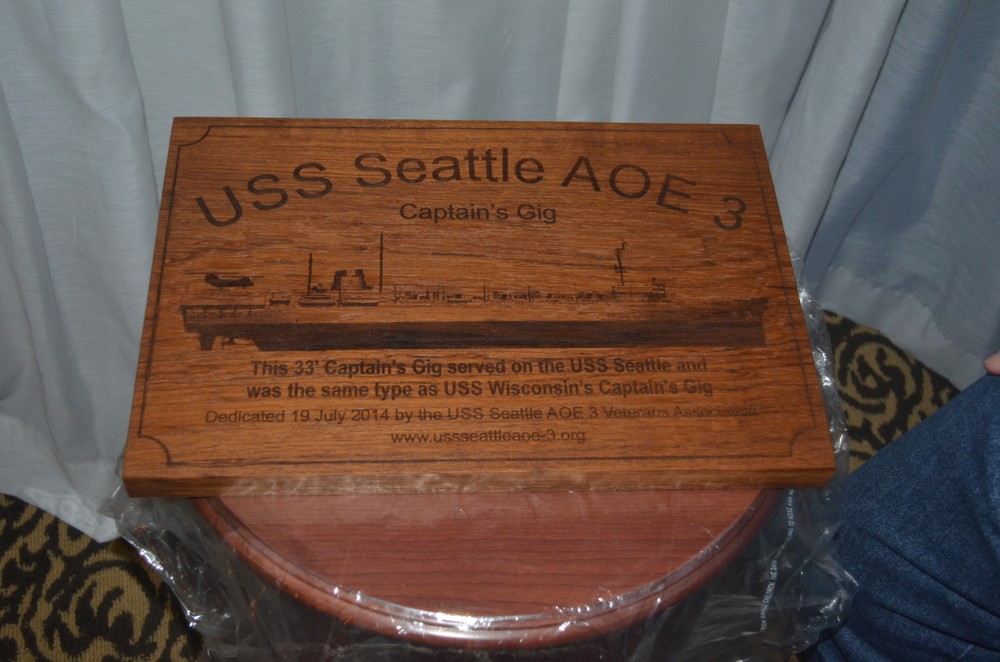 USS Seattle AOE 3
Captain's Gig
This 33' Captain's Gig served on the USS Seattle and
was the same type as USS Wisconsin's Captain's Gig
Dedicated 19 July 2014 by the USS Seattle AOE 3 Veterans Association
www.ussseattleaoe-3.org